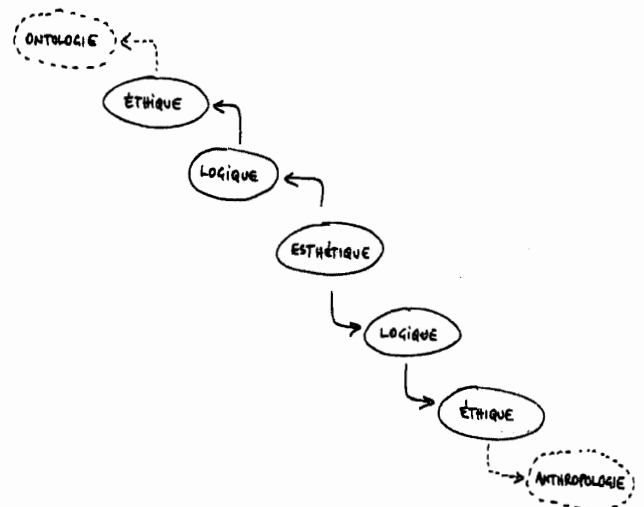 ONTOLOGIE
ÉTHIQUE
LOGIQUE
ESTHÉTIQUE
LOGIQUE
ÉTHIQUE
ANTHROPOLOGIE